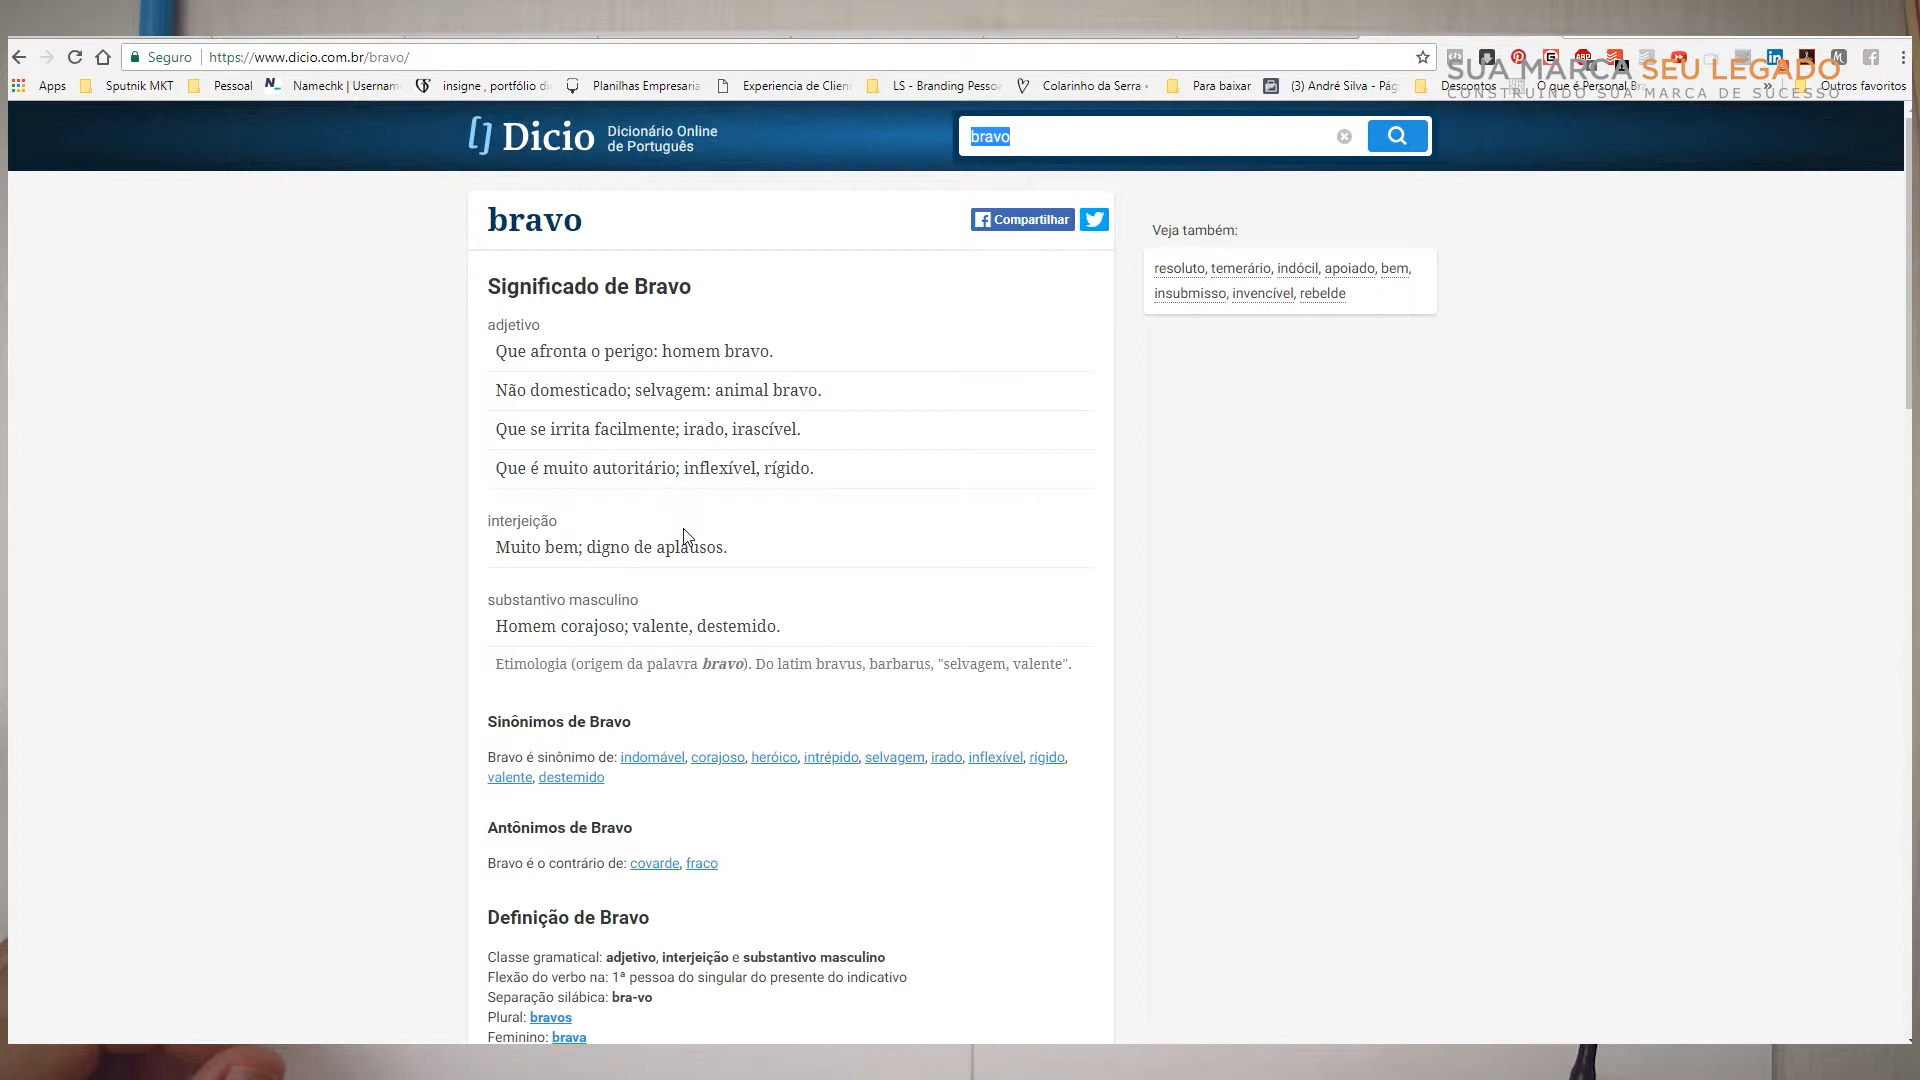 Seguro https://www.dicio.com.br/bravo/
SUA MARCA SEU LEGADO
CONSTRUINDO SUA MARCA DE SUCESSO
Apps Sputnik MKT Pessoal Namechk | Usernam insigne , portfólio di Planilhas Empresaria Experiencia de Clien LS - Branding Pesso Colarinho da Serra Para baixar (3) André Silva - Pág Descontos O que é Personal Bra » Outros favoritos
Dicio Dicionário Online
de Português
bravo
bravo
Compartilhar
Veja também:
resoluto, temerário, indócil, apoiado, bem,
insubmisso, invencível, rebelde
Significado de Bravo
adjetivo
Que afronta o perigo: homem bravo.
Não domesticado; selvagem: animal bravo.
Que se irrita facilmente; irado, irascível.
Que é muito autoritário; inflexível, rígido.
interjeição
Muito bem; digno de aplausos.
substantivo masculino
Homem corajoso; valente, destemido.
Etimologia (origem da palavra bravo). Do latim bravus, barbarus, "selvagem, valente".
Sinônimos de Bravo
Bravo é sinônimo de: indomável, corajoso, heróico, intrépido, selvagem, irado, inflexível, rígido,
valente, destemido
Antônimos de Bravo
Bravo é o contrário de: covarde, fraco
Definição de Bravo
Classe gramatical: adjetivo, interjeição e substantivo masculino
Flexão do verbo na: 1ª pessoa do singular do presente do indicativo
Separação silábica: bra-vo
Plural: bravos
Feminino: brava